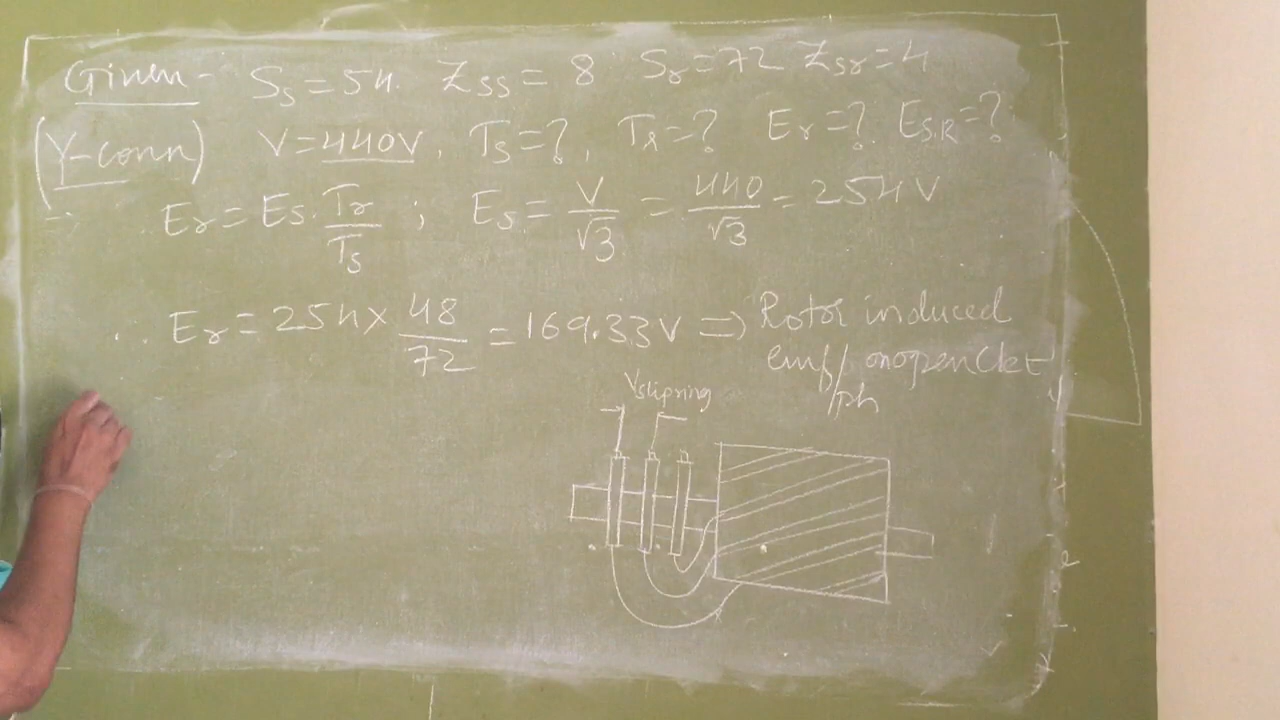 Given - Ss = 54. Zss = 8 Sr = 72 Zsr = 4
(Y-conn) V = 440V, Ts = ?, Tr = ? Er = ?. ES.R = ?
Er = Es. Tr/Ts ; Es = V/√3 = 440/√3 = 254V
∴ Er = 254 x 48/72 = 169.33V ⇒ Rotor induced
emf/ on open Cket
/ph
Vslipring